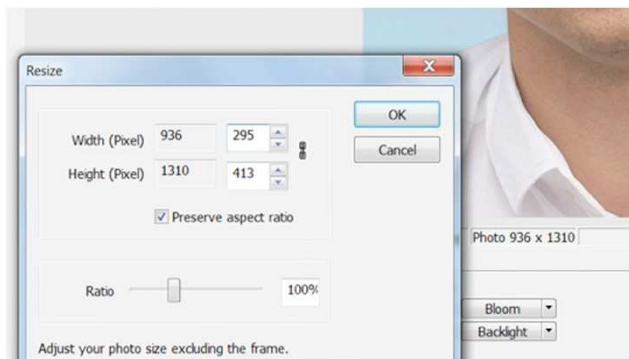 Resize
X
OK
Width (Pixel) 936 295
Cancel
Height (Pixel) 1310 413
Preserve aspect ratio
Photo 936 x 1310
Ratio 100%
Bloom
Backlight
Adjust your photo size excluding the frame.